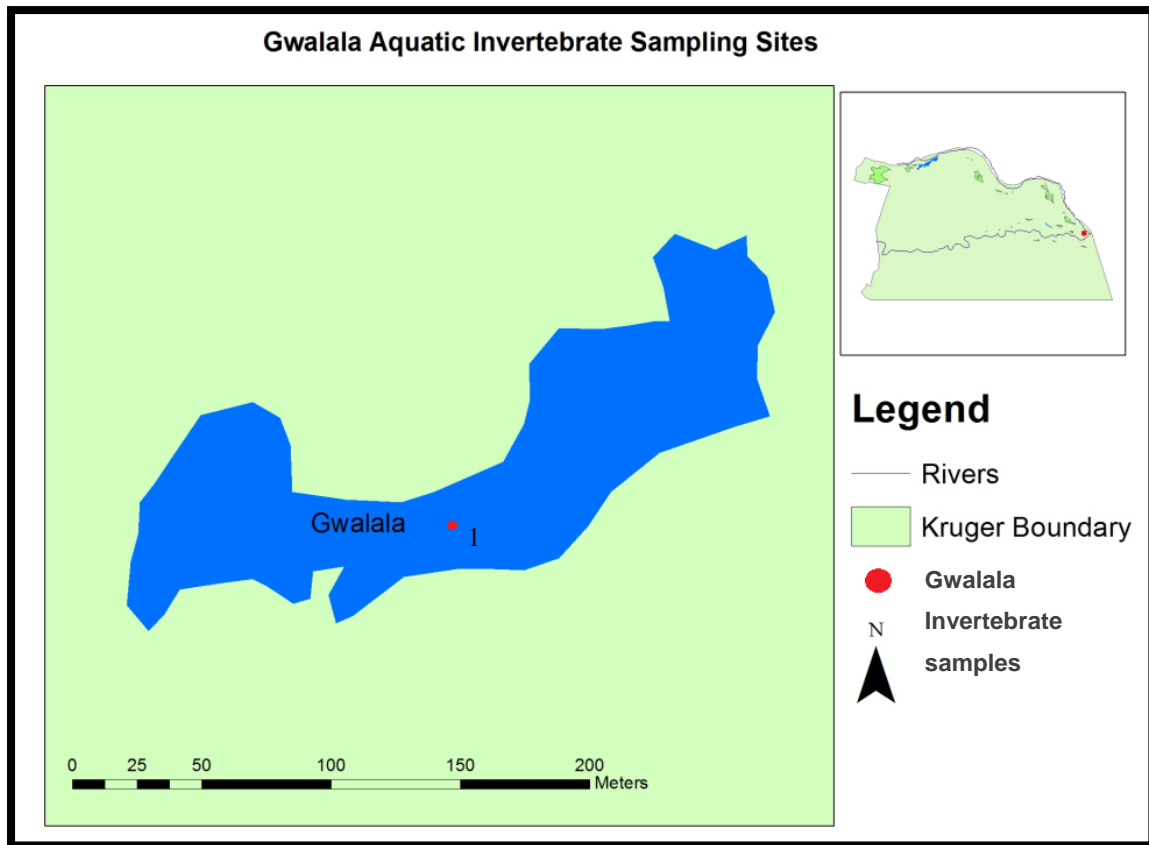 Gwalala Aquatic Invertebrate Sampling Sites
Gwalala
1
0 25 50 100 150 200
Meters
Legend
Rivers
Kruger Boundary
Gwalala
Invertebrate
samples
N